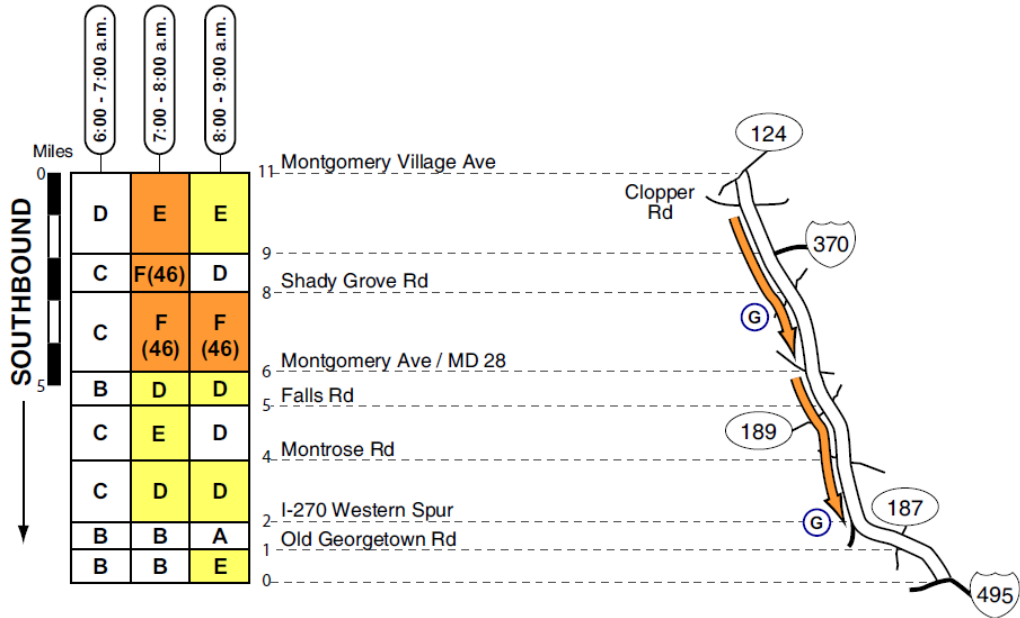 6:00 - 7:00 a.m.
7:00 - 8:00 a.m.
8:00 - 9:00 a.m.
Miles
0
5
SOUTHBOUND
D E E
C F(46) D
C F (46) F (46)
B D D
C E D
C D D
B B A
B B E
11 Montgomery Village Ave
9
8 Shady Grove Rd
6 Montgomery Ave / MD 28
5 Falls Rd
4 Montrose Rd
2 I-270 Western Spur
1 Old Georgetown Rd
0
124
Clopper
Rd
370
G
189
G
187
495